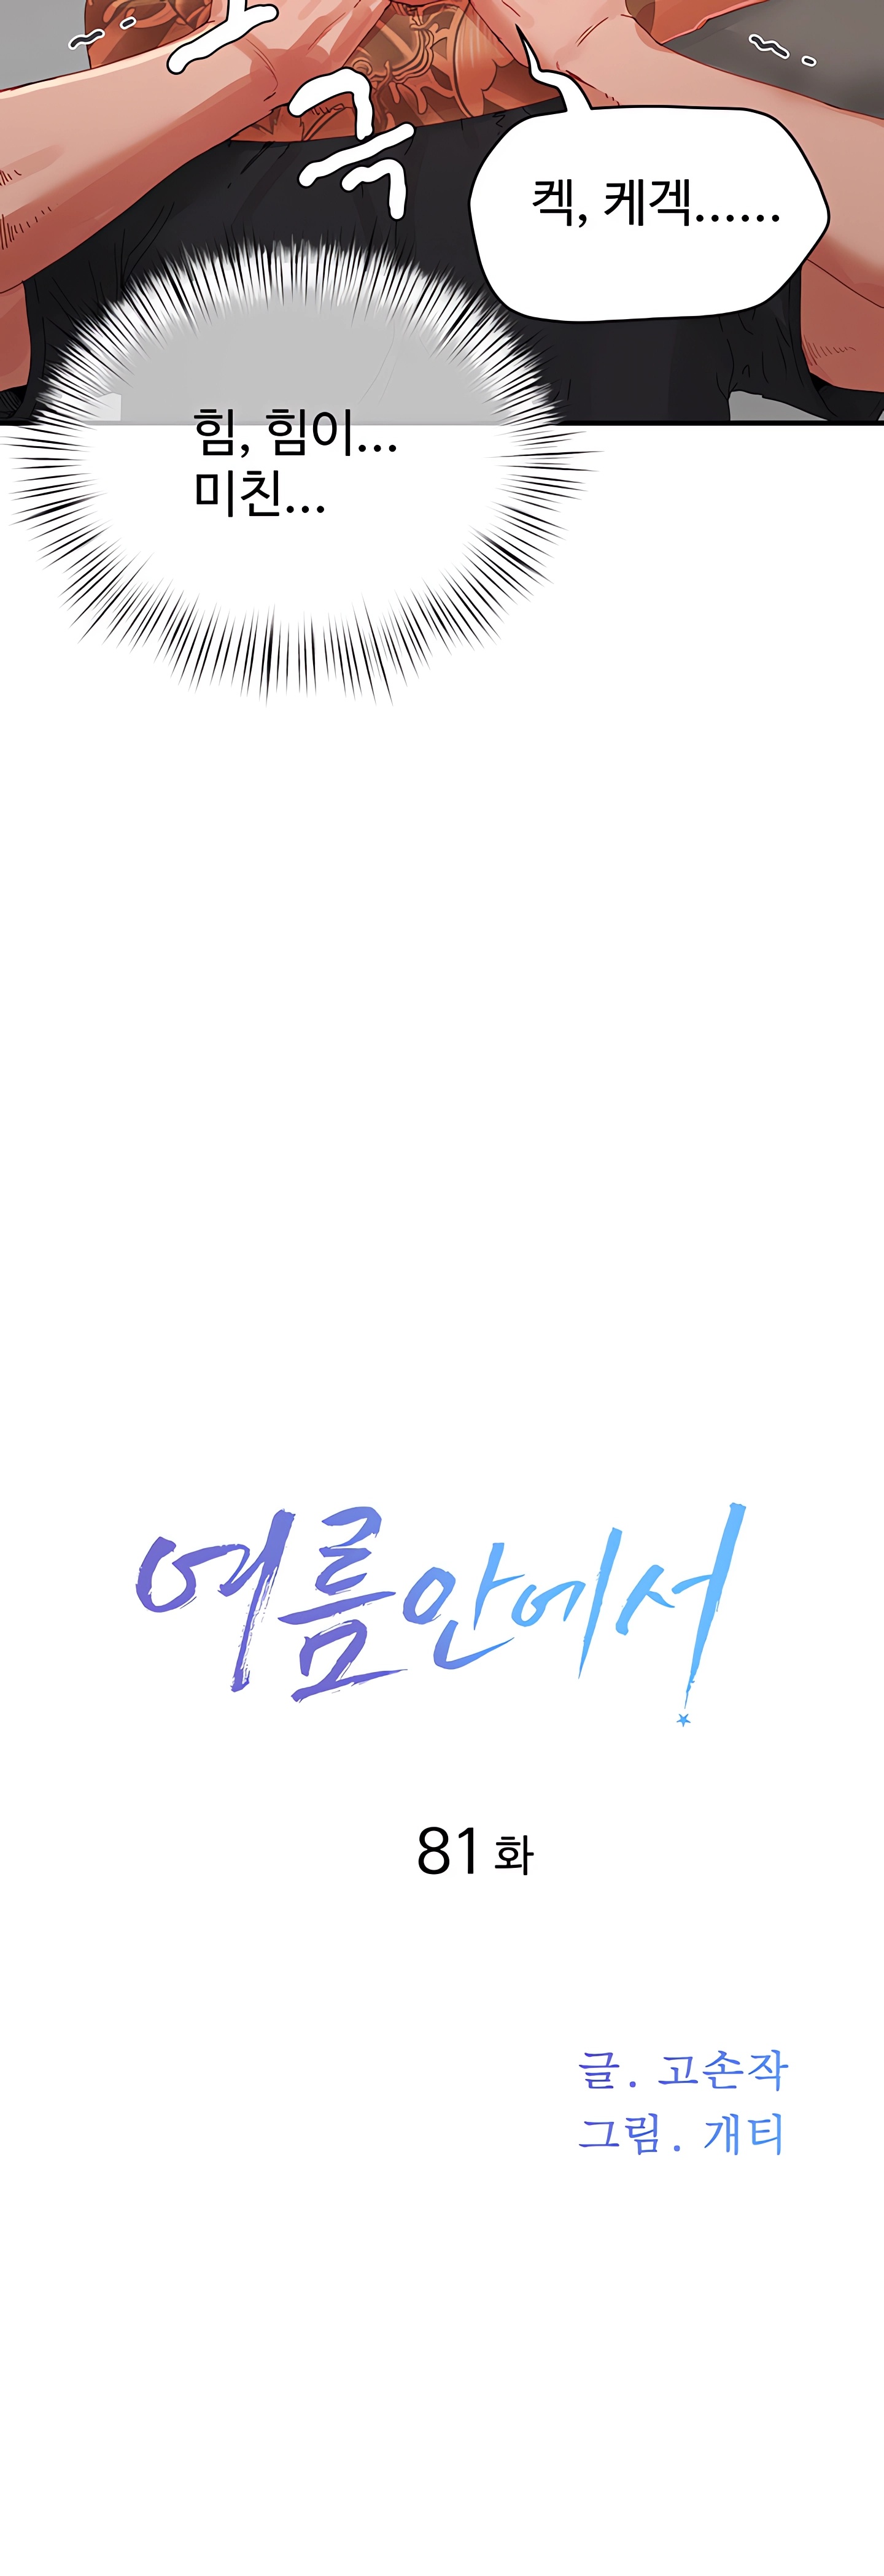 켁, 케겍......
힘, 힘이...
미친...
여름 안에서
81 화
글. 고손작
그림. 개티